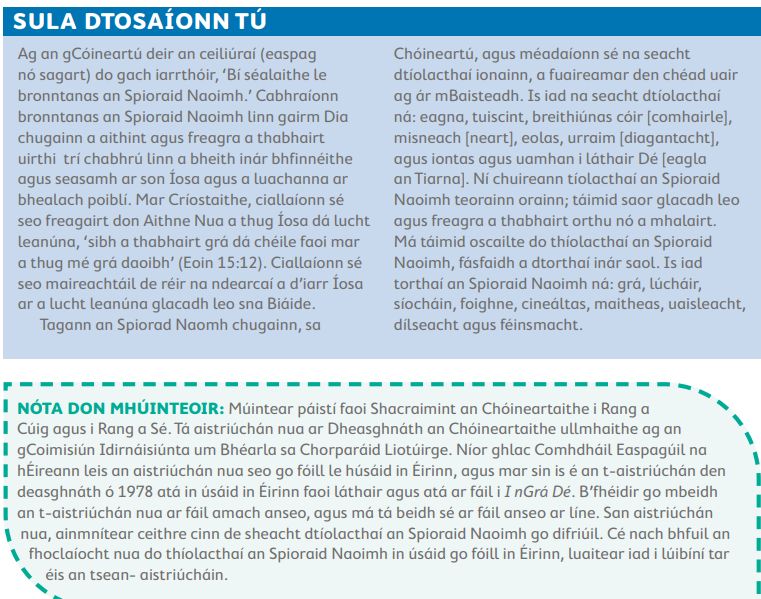 SULA DTOSAÍONN TÚ
Ag an gCóineartú deir an ceiliúraí (easpag
nó sagart) do gach iarrthóir, ‘Bí séalaithe le
bronntanas an Spioraid Naoimh.’ Cabhraíonn
bronntanas an Spioraid Naoimh linn gairm Dia
chugainn a aithint agus freagra a thabhairt
uirthi trí chabhrú linn a bheith inár bhfinnéithe
agus seasamh ar son Íosa agus a luachanna ar
bhealach poiblí. Mar Críostaithe, ciallaíonn sé
seo freagairt don Aithne Nua a thug Íosa dá lucht
leanúna, ‘sibh a thabhairt grá dá chéile faoi mar
a thug mé grá daoibh’ (Eoin 15:12). Ciallaíonn sé
seo maireachtáil de réir na ndearcaí a d’iarr Íosa
ar a lucht leanúna glacadh leo sna Biáide.
Tagann an Spiorad Naomh chugainn, sa
Chóineartú, agus méadaíonn sé na seacht
dtíolacthaí ionainn, a fuaireamar den chéad uair
ag ár mBaisteadh. Is iad na seacht dtíolacthaí
ná: eagna, tuiscint, breithiúnas cóir [comhairle],
misneach [neart], eolas, urraim [diagantacht],
agus iontas agus uamhan i láthair Dé [eagla
an Tiarna]. Ní chuireann tíolacthaí an Spioraid
Naoimh teorainn orainn; táimid saor glacadh leo
agus freagra a thabhairt orthu nó a mhalairt.
Má táimid oscailte do thíolacthaí an Spioraid
Naoimh, fásfaidh a dtorthaí inár saol. Is iad
torthaí an Spioraid Naoimh ná: grá, lúcháir,
síocháin, foighne, cineáltas, maitheas, uaisleacht,
dílseacht agus féinsmacht.
NÓTA DON MHÚINTEOIR: Múintear páistí faoi Shacraimint an Chóineartaithe i Rang a
Cúig agus i Rang a Sé. Tá aistriúchán nua ar Dheasghnáth an Chóineartaithe ullmhaithe ag an
gCoimisiún Idirnáisiúnta um Bhéarla sa Chorparáid Liotúirge. Níor ghlac Comhdháil Easpagúil na
hÉireann leis an aistriúchán nua seo go fóill le húsáid in Éirinn, agus mar sin is é an t-aistriúchán den
deasghnáth ó 1978 atá in úsáid in Éirinn faoi láthair agus atá ar fáil i I nGrá Dé. B’fhéidir go mbeidh
an t-aistriúchán nua ar fáil amach anseo, agus má tá beidh sé ar fáil anseo ar líne. San aistriúchán
nua, ainmnítear ceithre cinn de sheacht dtíolacthaí an Spioraid Naoimh go difriúil. Cé nach bhfuil an
fhoclaíocht nua do thíolacthaí an Spioraid Naoimh in úsáid go fóill in Éirinn, luaitear iad i lúibíní tar
éis an tsean- aistriúcháin.